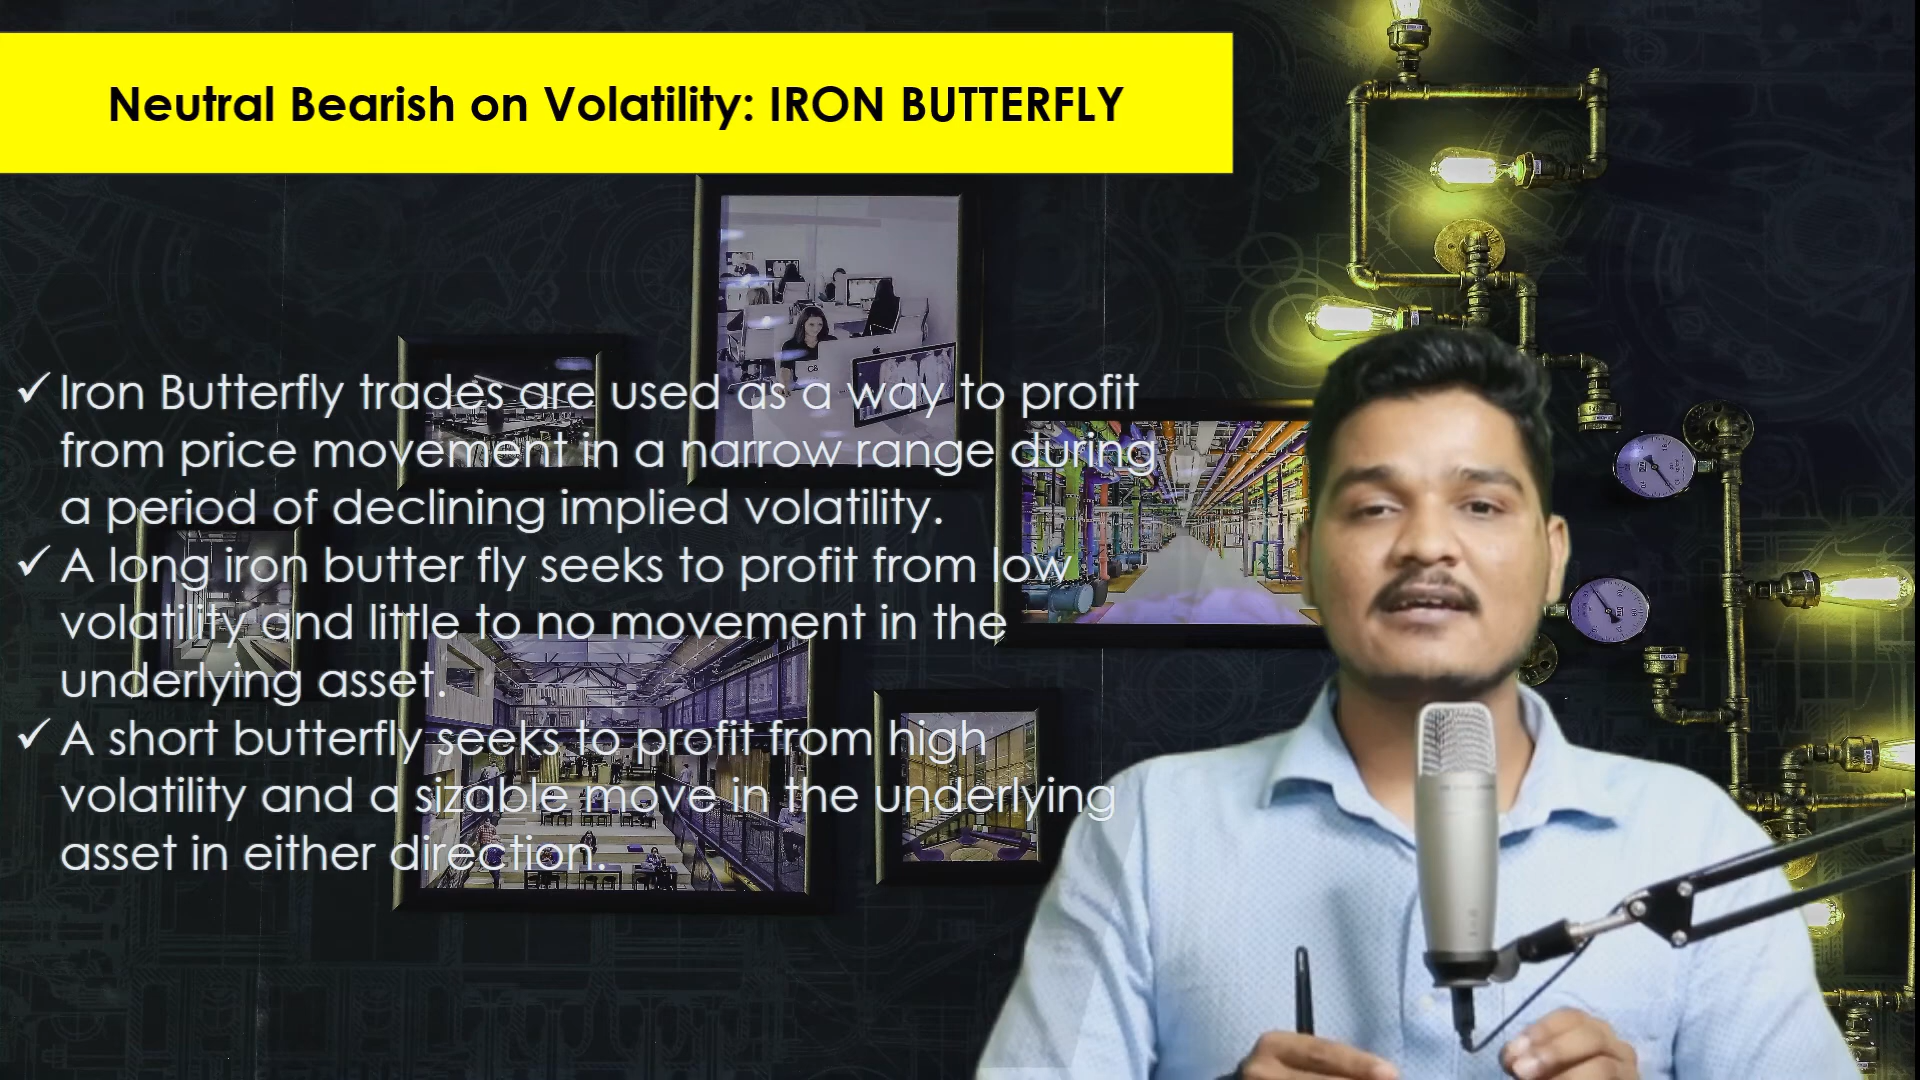 Neutral Bearish on Volatility: IRON BUTTERFLY
✓ Iron Butterfly trades are used as a way to profit
from price movement in a narrow range during
a period of declining implied volatility.
✓ A long iron butter fly seeks to profit from low
volatility and little to no movement in the
underlying asset.
✓ A short butterfly seeks to profit from high
volatility and a sizable move in the underlying
asset in either direction.